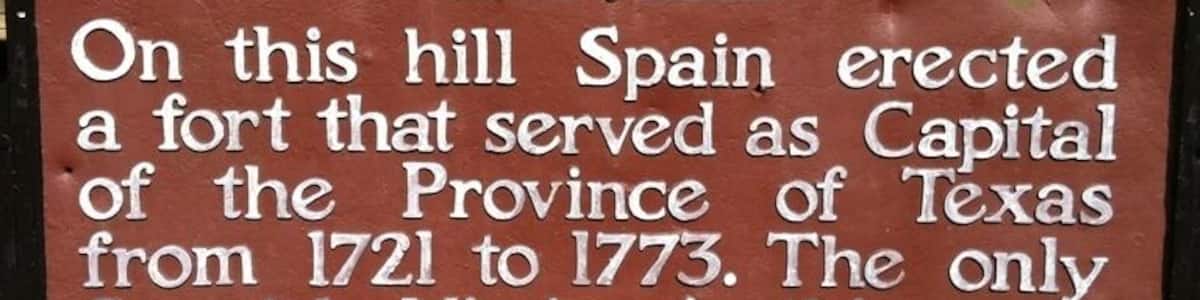 On this hill Spain erected
a fort that served as Capital
of the Province of Texas
from 1721 to 1773. The only